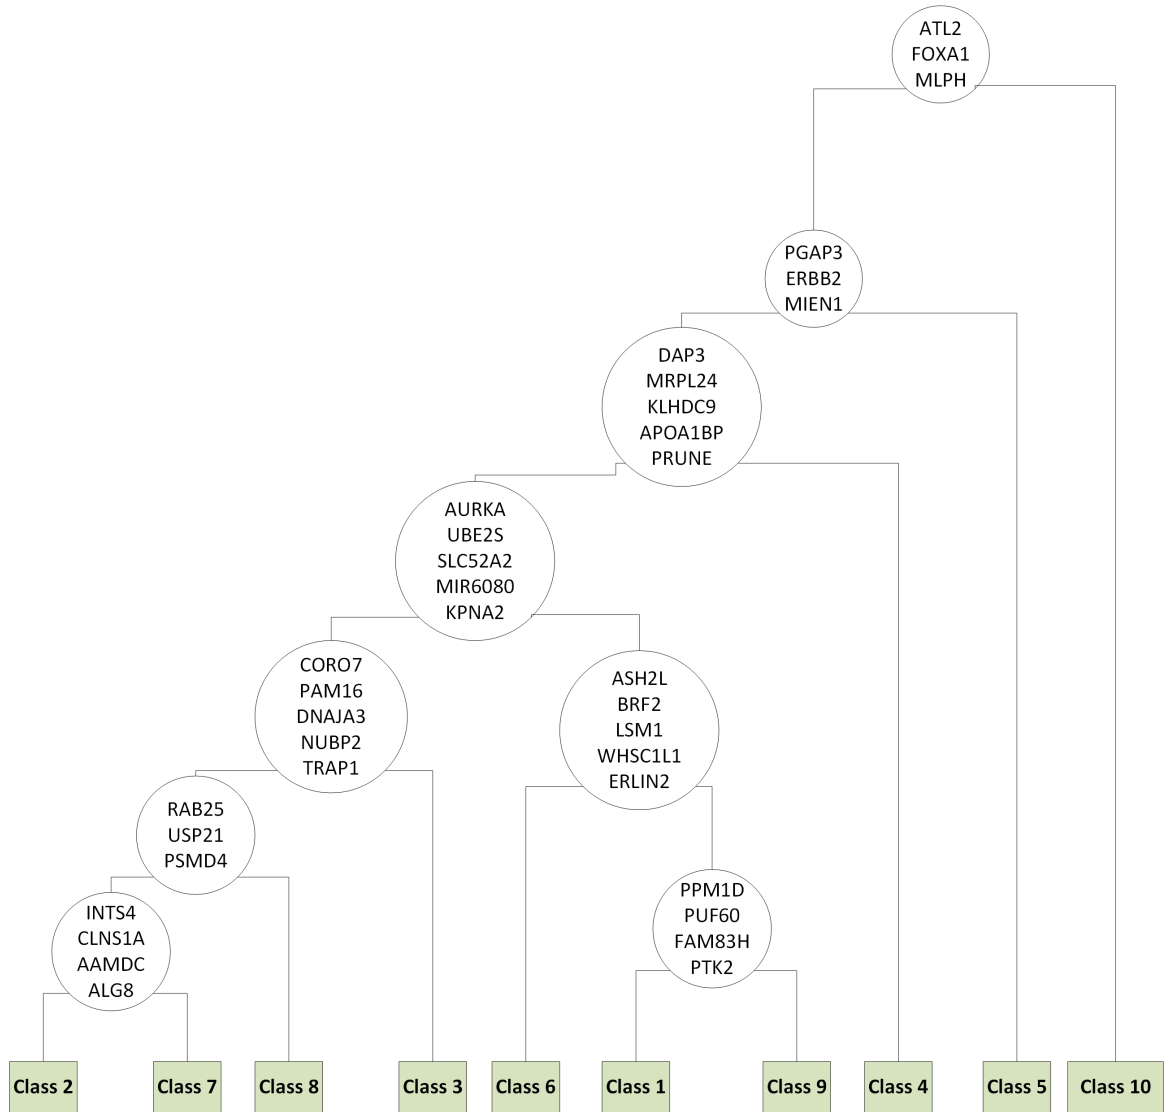 ATL2
FOXA1
MLPH
PGAP3
ERBB2
MIEN1
DAP3
MRPL24
KLHDC9
APOA1BP
PRUNE
AURKA
UBE2S
SLC52A2
MIR6080
KPNA2
CORO7
PAM16
DNAJA3
NUBP2
TRAP1
ASH2L
BRF2
LSM1
WHSC1L1
ERLIN2
RAB25
USP21
PSMD4
PPM1D
PUF60
FAM83H
PTK2
INTS4
CLNS1A
AAMDC
ALG8
Class 2
Class 7
Class 8
Class 3
Class 6
Class 1
Class 9
Class 4
Class 5
Class 10